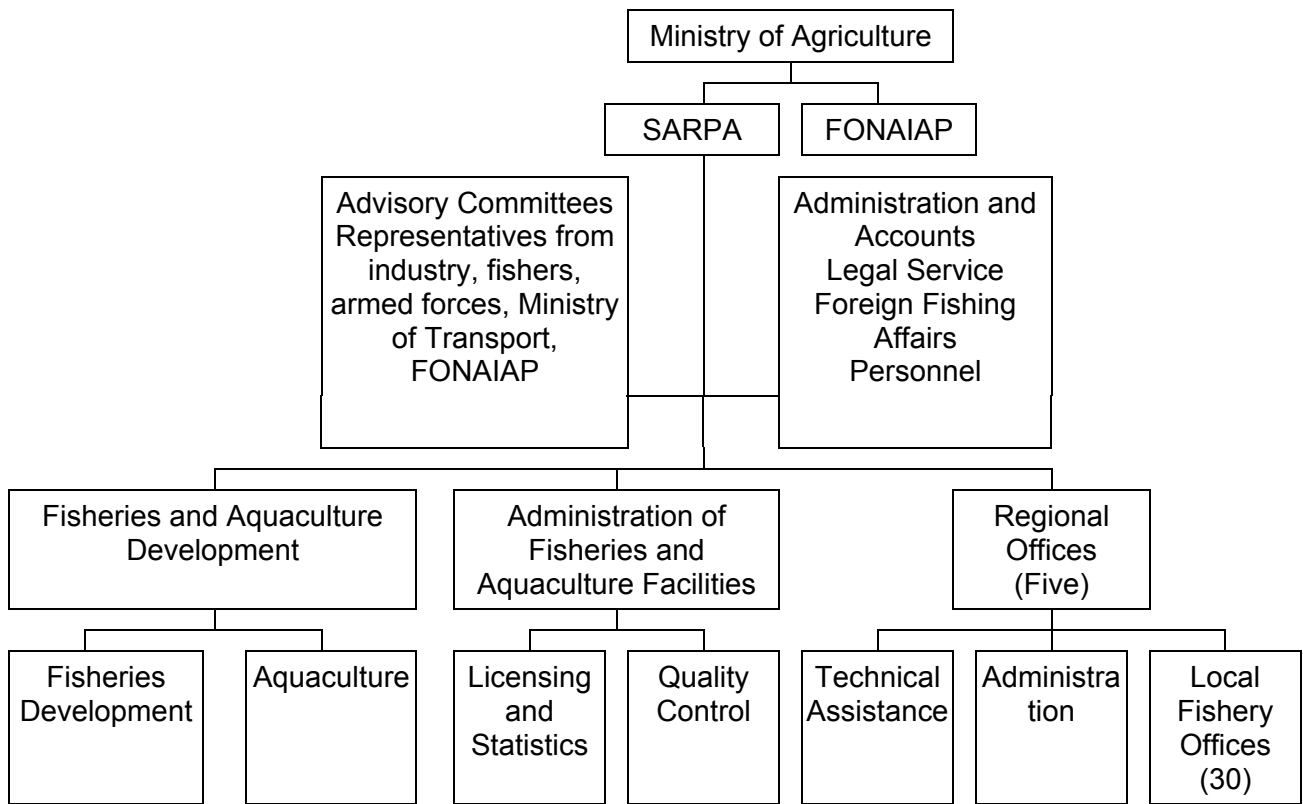 Ministry of Agriculture
SARPA
FONAIAP
Advisory Committees
Representatives from
industry, fishers,
armed forces, Ministry
of Transport,
FONAIAP
Administration and
Accounts
Legal Service
Foreign Fishing
Affairs
Personnel
Fisheries and Aquaculture
Development
Administration of
Fisheries and
Aquaculture Facilities
Regional
Offices
(Five)
Fisheries
Development
Aquaculture
Licensing
and
Statistics
Quality
Control
Technical
Assistance
Administra
tion
Local
Fishery
Offices
(30)